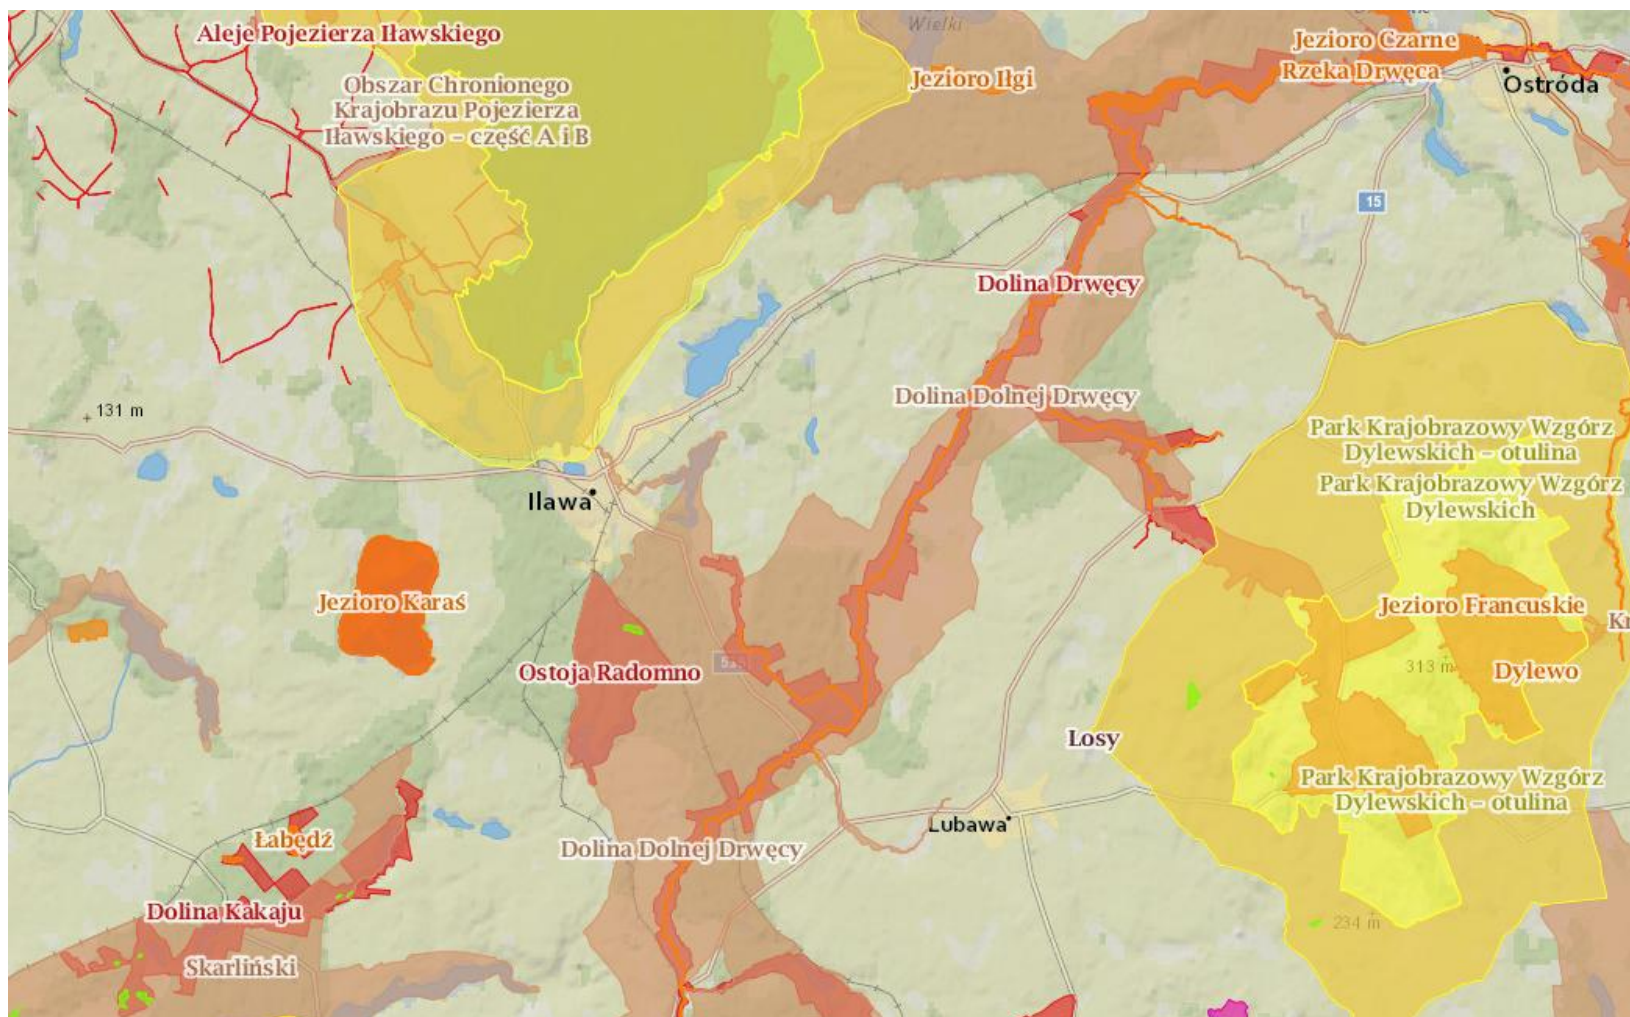 Aleje Pojezierza Iławskiego
Wielki
Jezioro Czarne
Rzeka Drwęca
Jezioro Iłgi
Ostróda
Obszar Chronionego
Krajobrazu Pojezierza
Iławskiego – część A i B
15
Dolina Drwęcy
Dolina Dolnej Drwęcy
131 m
Park Krajobrazowy Wzgórz
Dylewskich – otulina
Park Krajobrazowy Wzgórz
Dylewskich
Ilawa
Jezioro Karaś
Jezioro Francuskie
Kr
313 m
Dylewo
Ostoja Radomno
Losy
Park Krajobrazowy Wzgórz
Dylewskich – otulina
Lubawa
Łabędź
Dolina Dolnej Drwęcy
Dolina Kakaju
234 m
Skarliński